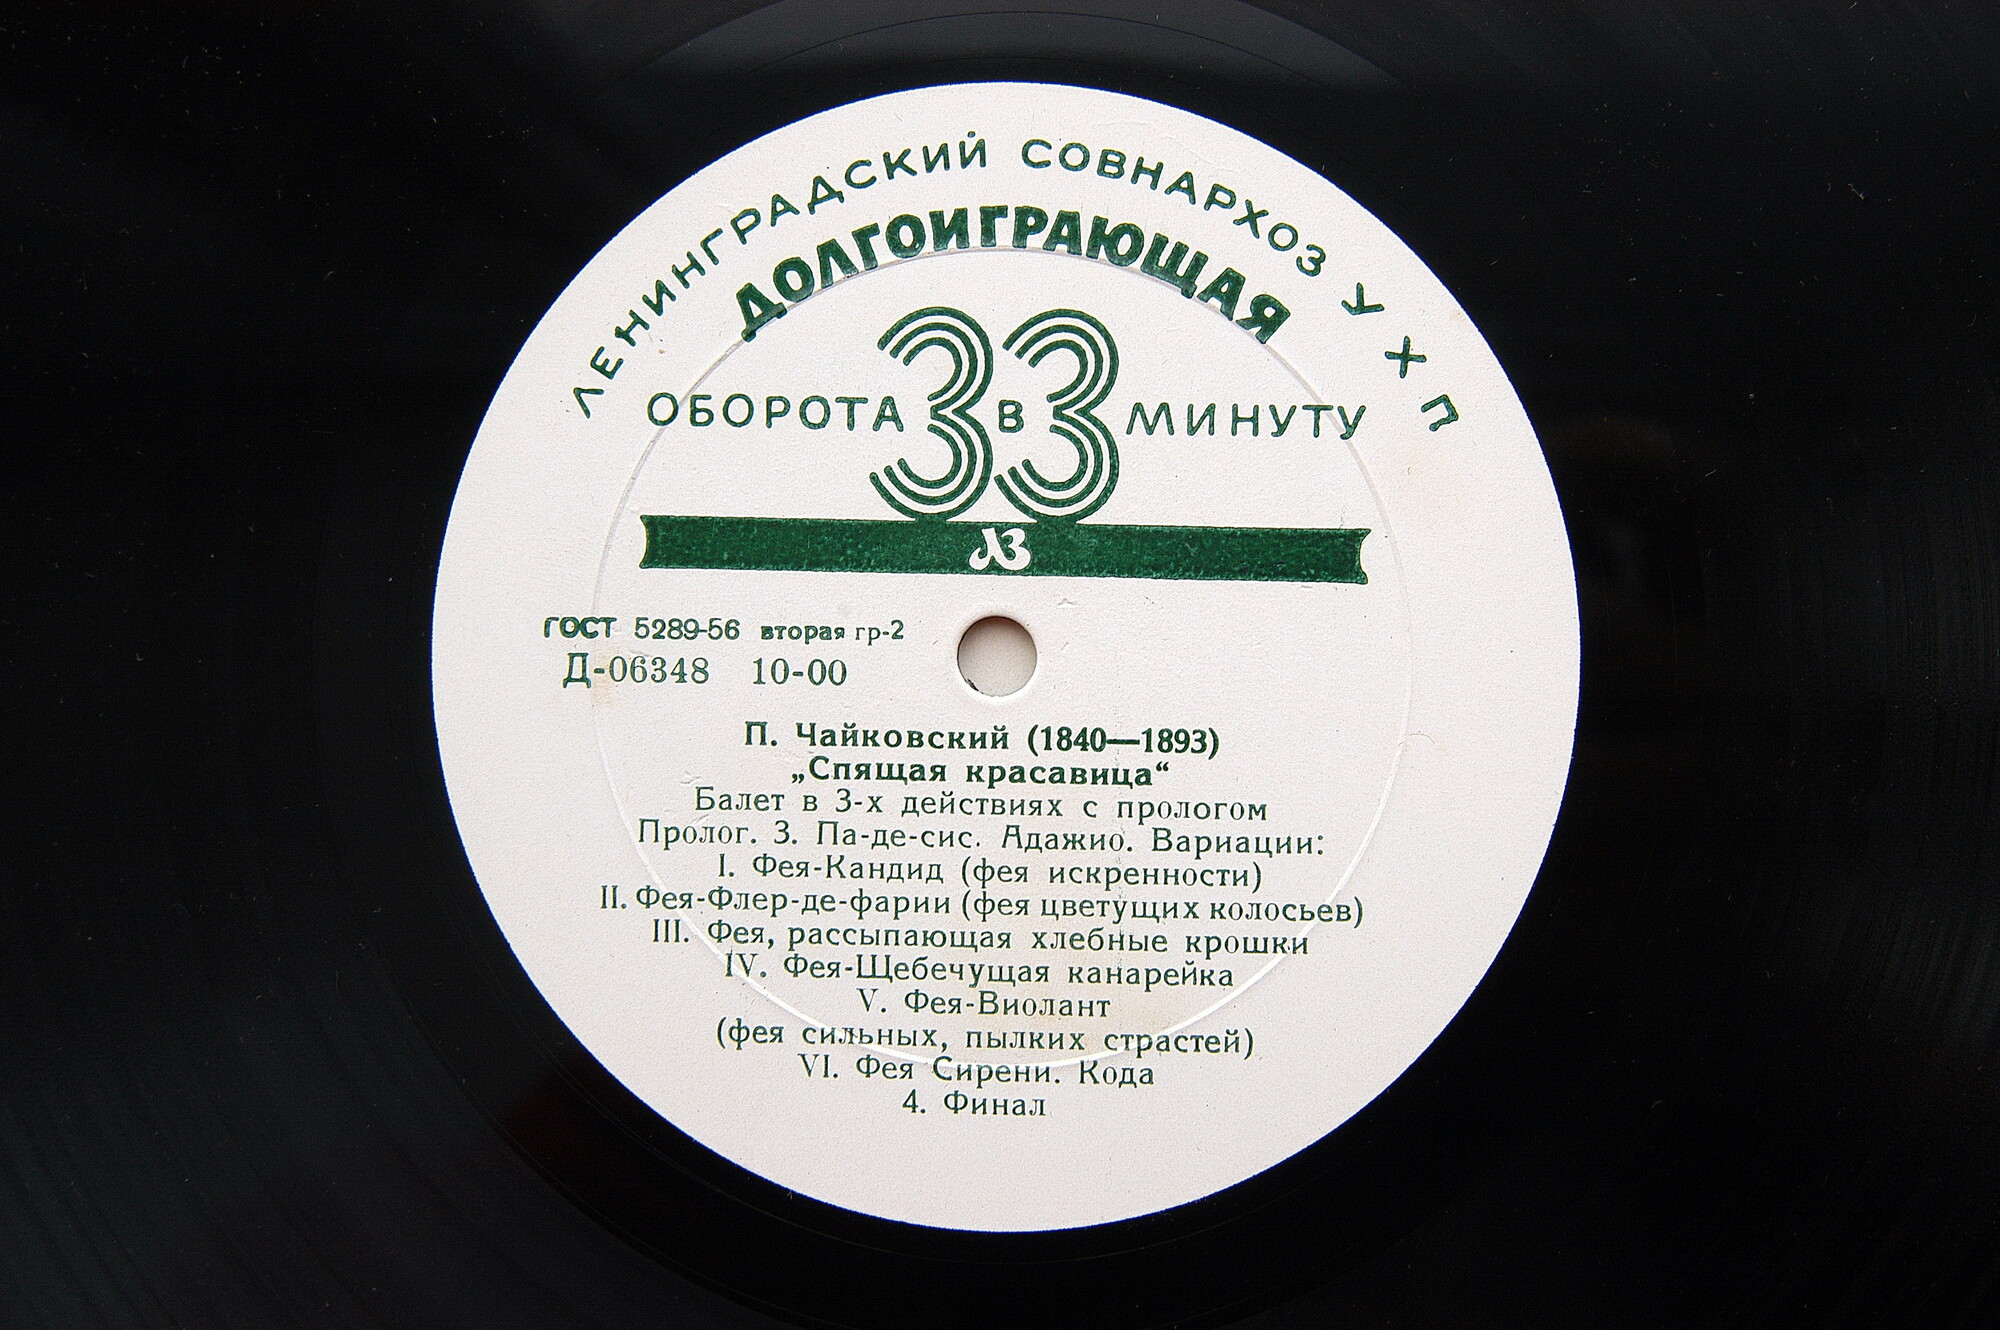 ЛЕНИНГРАДСКИЙ СОВНАРХОЗ УХП
ДОЛГОИГРАЮЩАЯ
33
ОБОРОТА В МИНУТУ
ЛЗ
ГОСТ 5289-56 вторая гр-2
Д-06348 10-00
П. Чайковский (1840—1893)
„Спящая красавица“
Балет в 3-х действиях с прологом
Пролог. 3. Па-де-сис. Адажио. Вариации:
I. Фея-Кандид (фея искренности)
II. Фея-Флер-де-фарии (фея цветущих колосьев)
III. Фея, рассыпающая хлебные крошки
IV. Фея-Щебечущая канарейка
V. Фея-Виолант
(фея сильных, пылких страстей)
VI. Фея Сирени. Кода
4. Финал